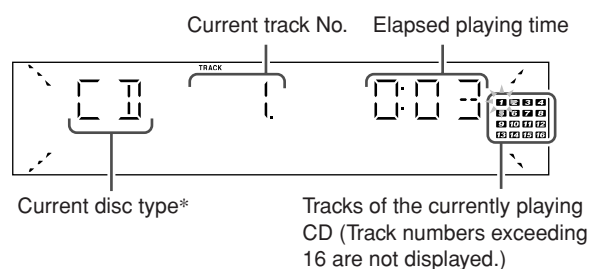 Current track No. Elapsed playing time
TRACK
CD 1. 0:03
1 2 3 4
5 6 7 8
9 10 11 12
13 14 15 16
Current disc type*
Tracks of the currently playing
CD (Track numbers exceeding
16 are not displayed.)